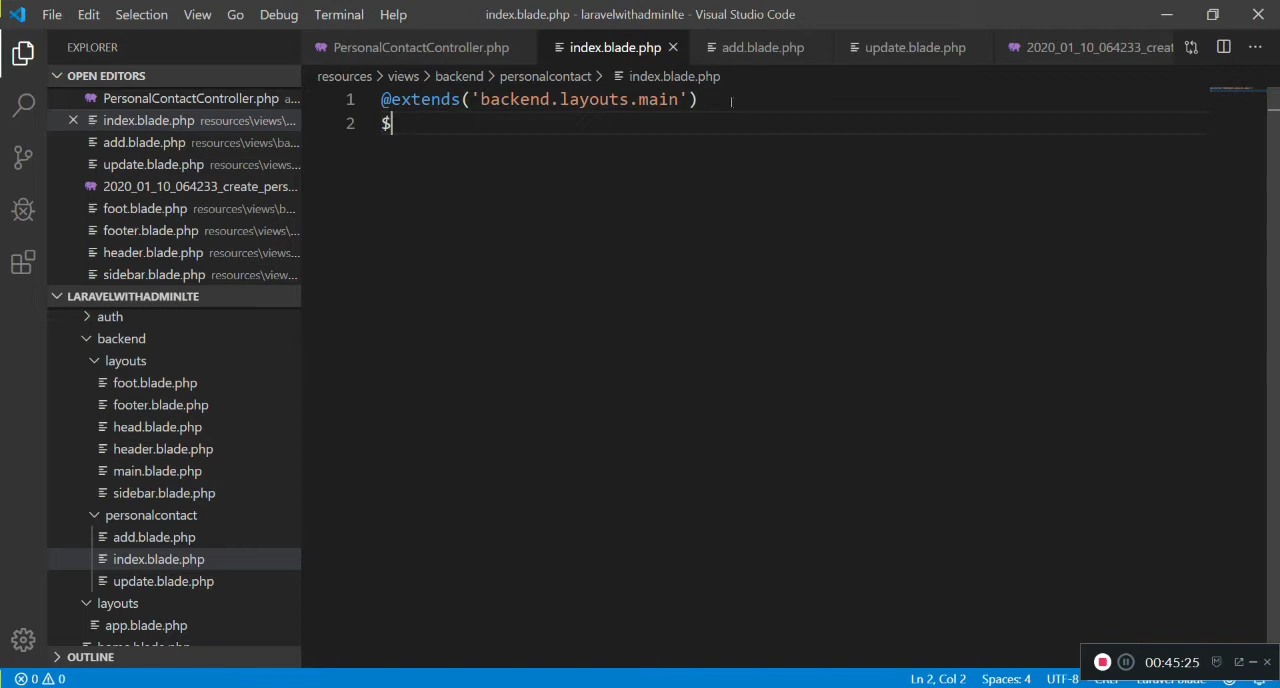 File Edit Selection View Go Debug Terminal Help
index.blade.php - laravelwithadminlte - Visual Studio Code
EXPLORER
PersonalContactController.php
index.blade.php
add.blade.php
update.blade.php
2020_01_10_064233_creat
OPEN EDITORS
resources > views > backend > personalcontact > index.blade.php
PersonalContactController.php a...
index.blade.php resources\views\...
add.blade.php resources\views\ba...
update.blade.php resources\views...
2020_01_10_064233_create_pers...
foot.blade.php resources\views\b...
footer.blade.php resources\views\...
header.blade.php resources\views...
sidebar.blade.php resources\view...
1 @extends('backend.layouts.main')
2 $
LARAVELWITHADMINLTE
auth
backend
layouts
foot.blade.php
footer.blade.php
head.blade.php
header.blade.php
main.blade.php
sidebar.blade.php
personalcontact
add.blade.php
index.blade.php
update.blade.php
layouts
app.blade.php
home.blade.php
OUTLINE
00:45:25
0 0
Ln 2, Col 2 Spaces: 4 UTF-8 CRLF Laravel Blade